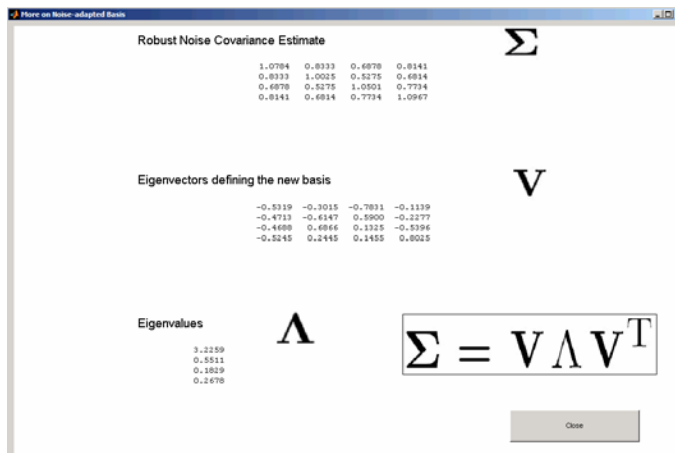 More on Noise-adapted Basis
Robust Noise Covariance Estimate
Σ
1.0784 0.8333 0.6878 0.8141
0.8333 1.0025 0.5275 0.6814
0.6878 0.5275 1.0501 0.7734
0.8141 0.6814 0.7734 1.0967
Eigenvectors defining the new basis
V
-0.5319 -0.3015 -0.7831 -0.1139
-0.4713 -0.6147 0.5900 -0.2277
-0.4688 0.6866 0.1325 -0.5396
-0.5245 0.2445 0.1455 0.8025
Eigenvalues
Λ
3.2259
0.5511
0.1829
0.2678
Σ = V Λ V^T
Close